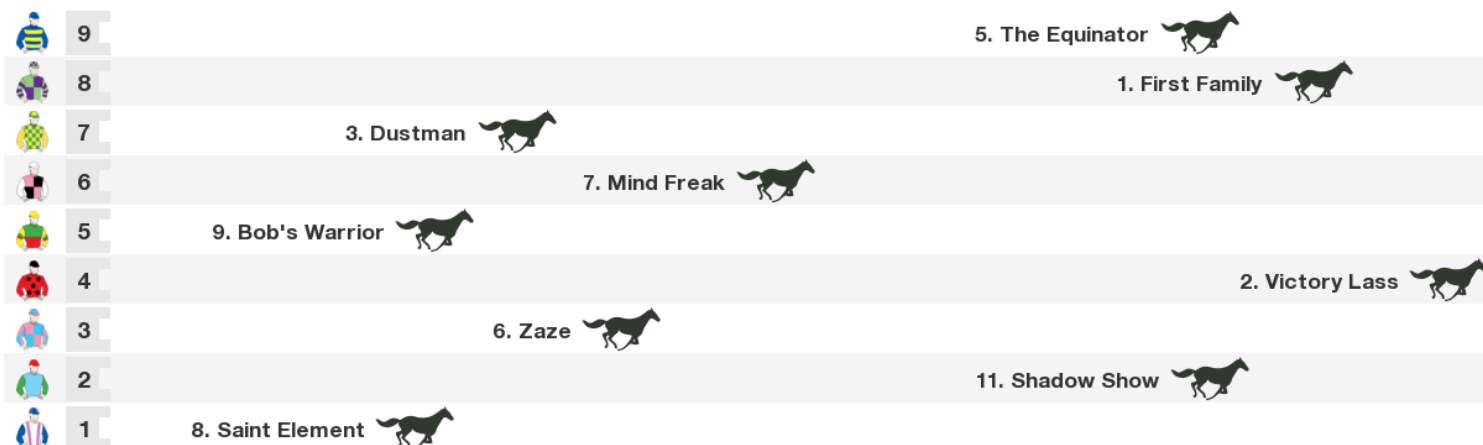 9 5. The Equinator
8 1. First Family
7 3. Dustman
6 7. Mind Freak
5 9. Bob's Warrior
4 2. Victory Lass
3 6. Zaze
2 11. Shadow Show
1 8. Saint Element